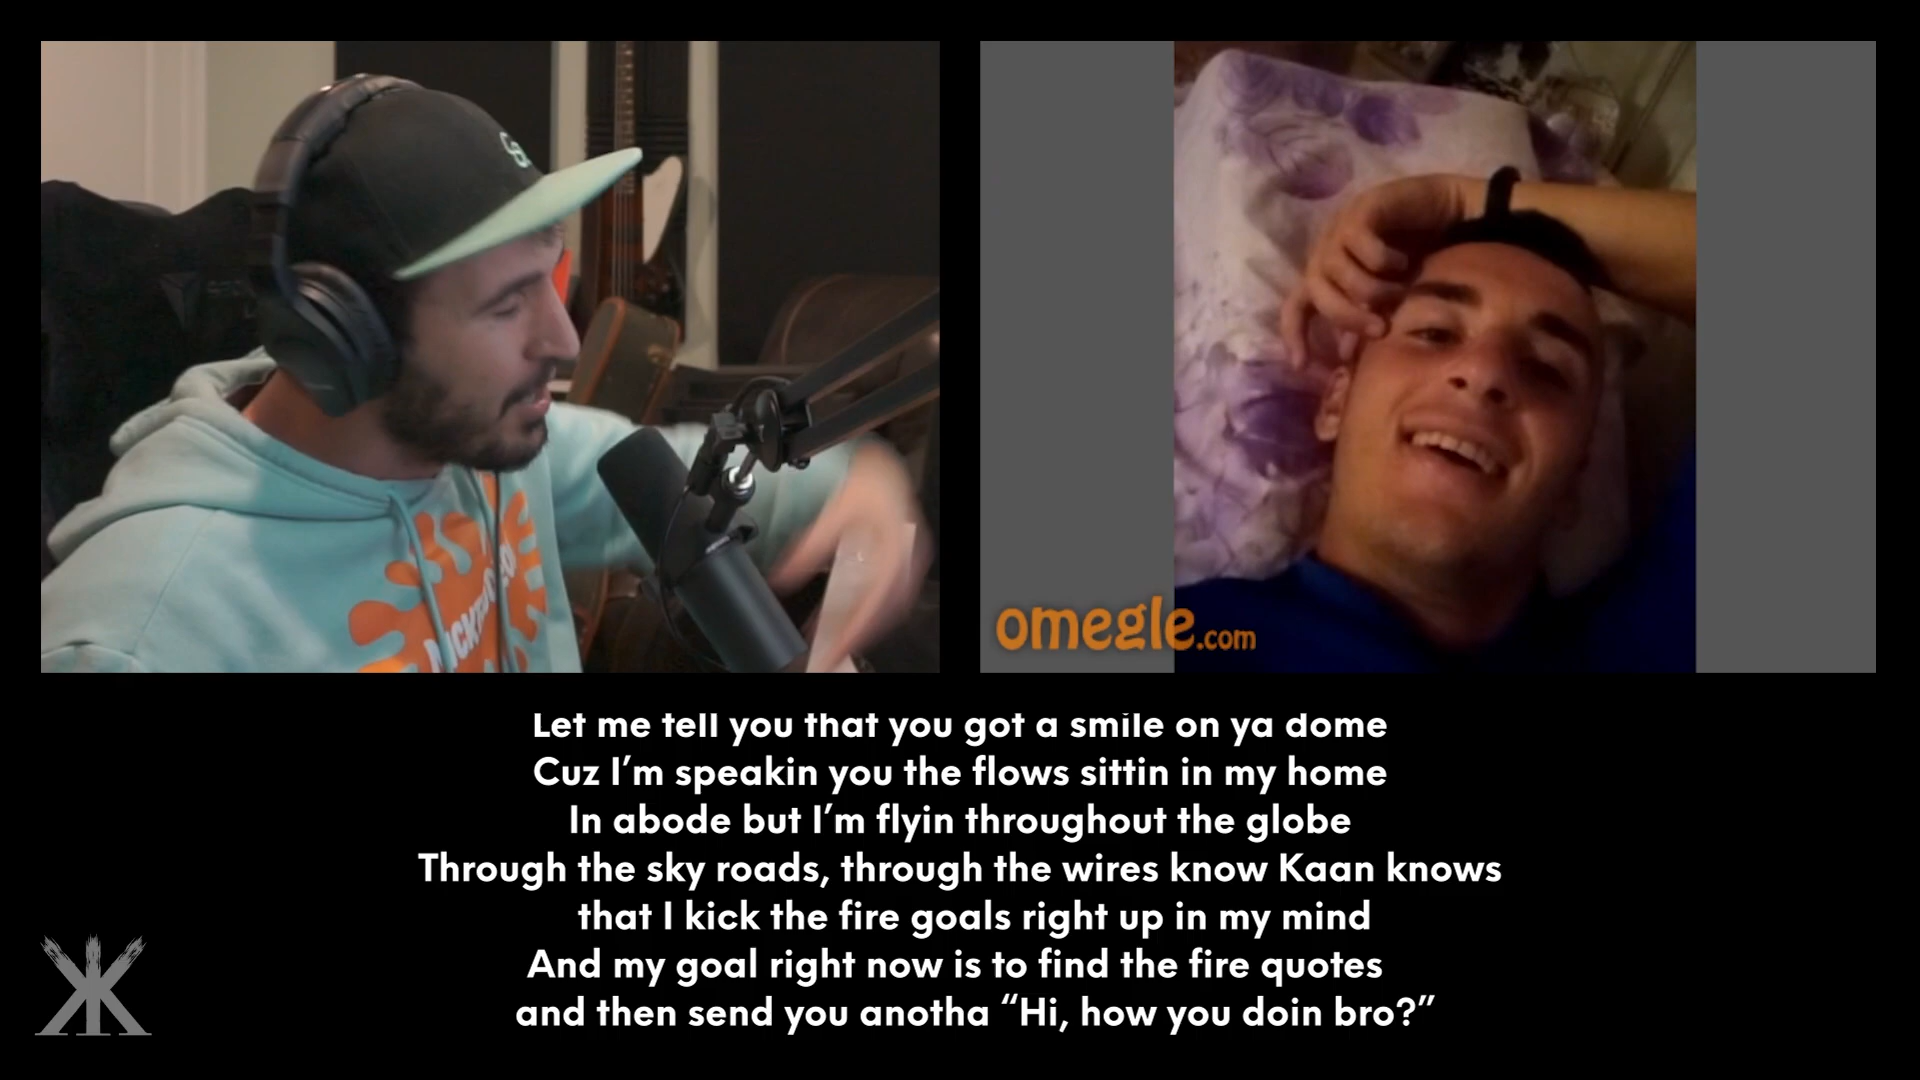 omegle.com
Let me tell you that you got a smile on ya dome
Cuz I’m speakin you the flows sittin in my home
In abode but I’m flyin throughout the globe
Through the sky roads, through the wires know Kaan knows
that I kick the fire goals right up in my mind
And my goal right now is to find the fire quotes
and then send you anotha “Hi, how you doin bro?”